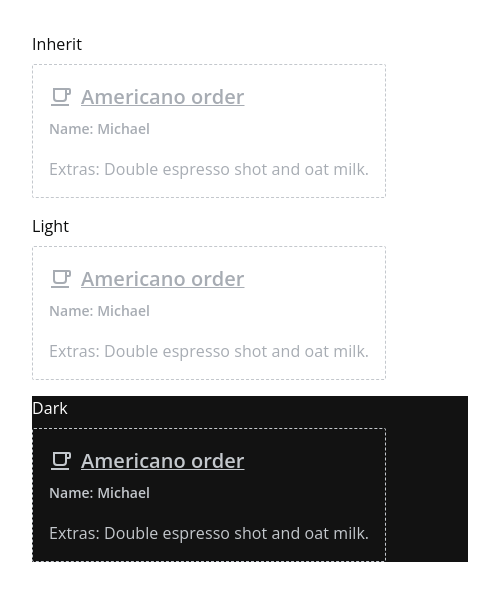 Inherit
Americano order
Name: Michael
Extras: Double espresso shot and oat milk.
Light
Americano order
Name: Michael
Extras: Double espresso shot and oat milk.
Dark
Americano order
Name: Michael
Extras: Double espresso shot and oat milk.